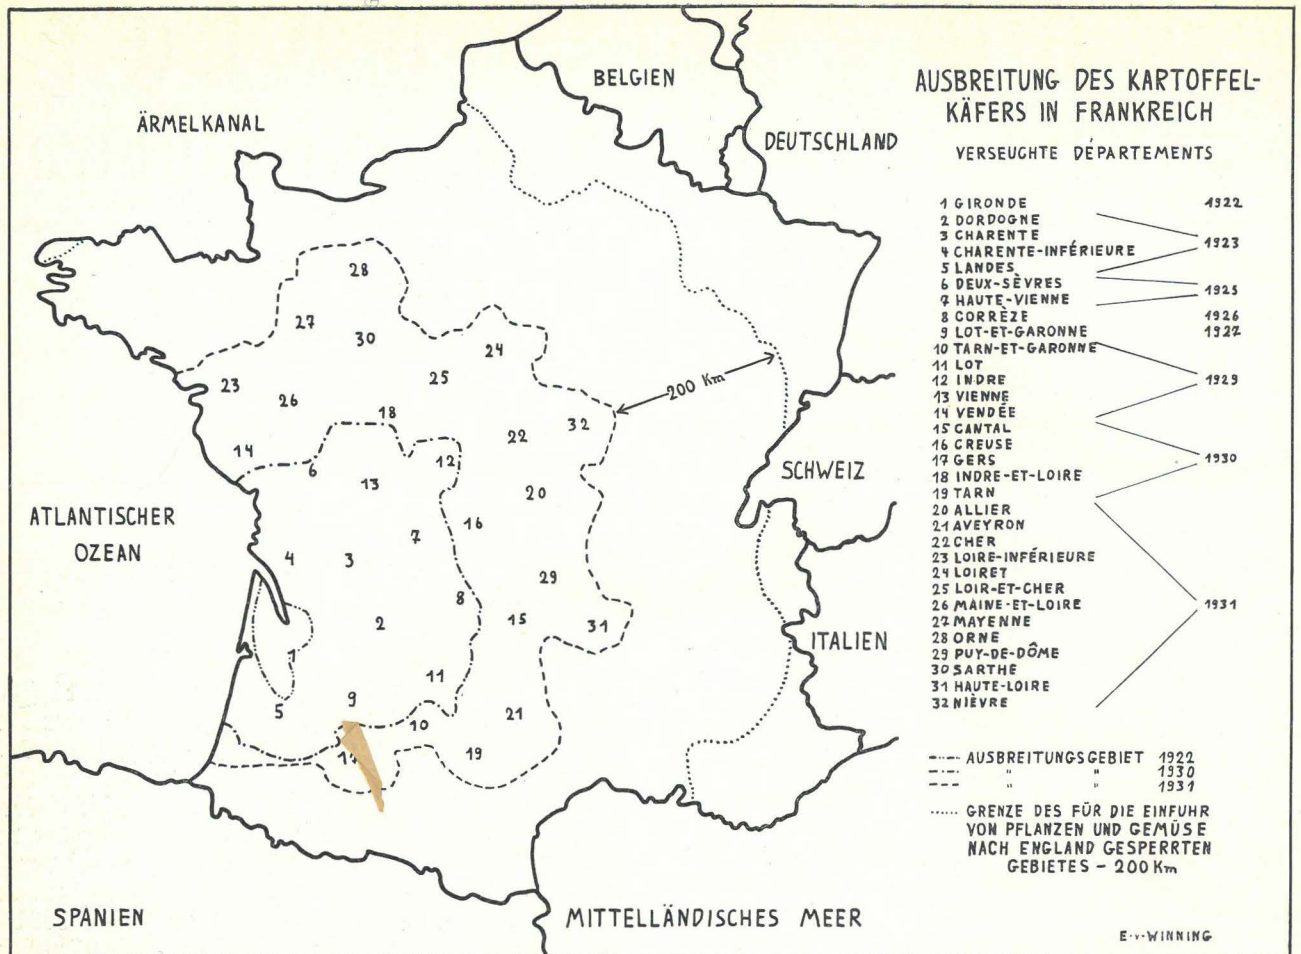 AUSBREITUNG DES KARTOFFEL-
KÄFERS IN FRANKREICH
VERSEUCHTE DÉPARTEMENTS
1 GIRONDE 1922
2 DORDOGNE
3 CHARENTE
4 CHARENTE-INFÉRIEURE 1923
5 LANDES
6 DEUX-SÈVRES
7 HAUTE-VIENNE 1925
8 CORRÈZE 1926
9 LOT-ET-GARONNE 1927
10 TARN-ET-GARONNE
11 LOT
12 INDRE 1929
13 VIENNE
14 VENDÉE
15 CANTAL
16 CREUSE
17 GERS 1930
18 INDRE-ET-LOIRE
19 TARN
20 ALLIER
21 AVEYRON
22 CHER
23 LOIRE-INFÉRIEURE
24 LOIRET
25 LOIR-ET-CHER
26 MAINE-ET-LOIRE 1931
27 MAYENNE
28 ORNE
29 PUY-DE-DÔME
30 SARTHE
31 HAUTE-LOIRE
32 NIÈVRE
AUSBREITUNGSGEBIET 1922
" " 1930
" " 1931
GRENZE DES FÜR DIE EINFUHR
VON PFLANZEN UND GEMÜSE
NACH ENGLAND GESPERRTEN
GEBIETES - 200 Km
E.v.WINNING
BELGIEN
ÄRMELKANAL
DEUTSCHLAND
28
27
30
24
200 Km
23
26
25
18
32
22
14
6
12
13
SCHWEIZ
20
ATLANTISCHER
OZEAN
16
7
4
3
29
8
2
15
31
ITALIEN
1
11
9
5
10
21
19
SPANIEN
MITTELLÄNDISCHES MEER